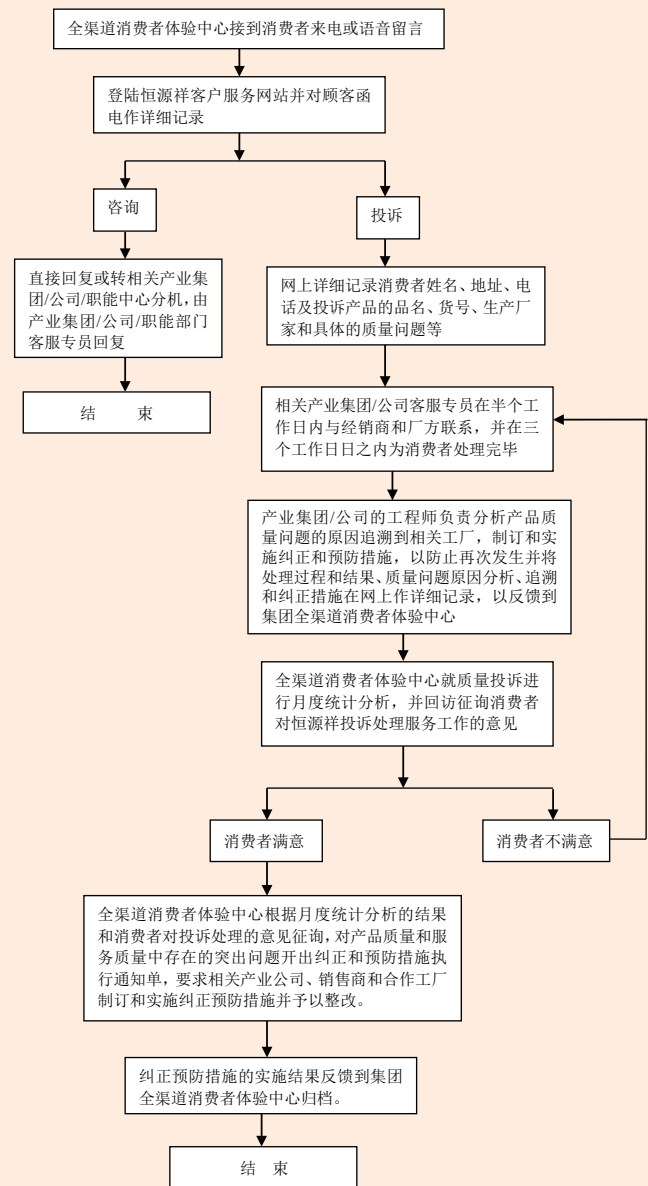 全渠道消费者体验中心接到消费者来电或语音留言
登陆恒源祥客户服务网站并对顾客函
电作详细记录
咨询
投诉
直接回复或转相关产业集
团/公司/职能中心分机,由
产业集团/公司/职能部门
客服专员回复
结 束
网上详细记录消费者姓名、地址、电
话及投诉产品的品名、货号、生产厂
家和具体的质量问题等
相关产业集团/公司客服专员在半个工
作日内与经销商和厂方联系，并在三
个工作日日之内为消费者处理完毕
产业集团/公司的工程师负责分析产品质
量问题的原因追溯到相关工厂，制订和实
施纠正和预防措施，以防止再次发生并将
处理过程和结果、质量问题原因分析、追溯
和纠正措施在网上作详细记录，以反馈到
集团全渠道消费者体验中心
全渠道消费者体验中心就质量投诉进
行月度统计分析，并回访征询消费者
对恒源祥投诉处理服务工作的意见
消费者满意
消费者不满意
全渠道消费者体验中心根据月度统计分析的结果
和消费者对投诉处理的意见征询，对产品质量和服
务质量中存在的突出问题开出纠正和预防措施执
行通知单，要求相关产业公司、销售商和合作工厂
制订和实施纠正预防措施并予以整改。
纠正预防措施的实施结果反馈到集团
全渠道消费者体验中心归档。
结 束